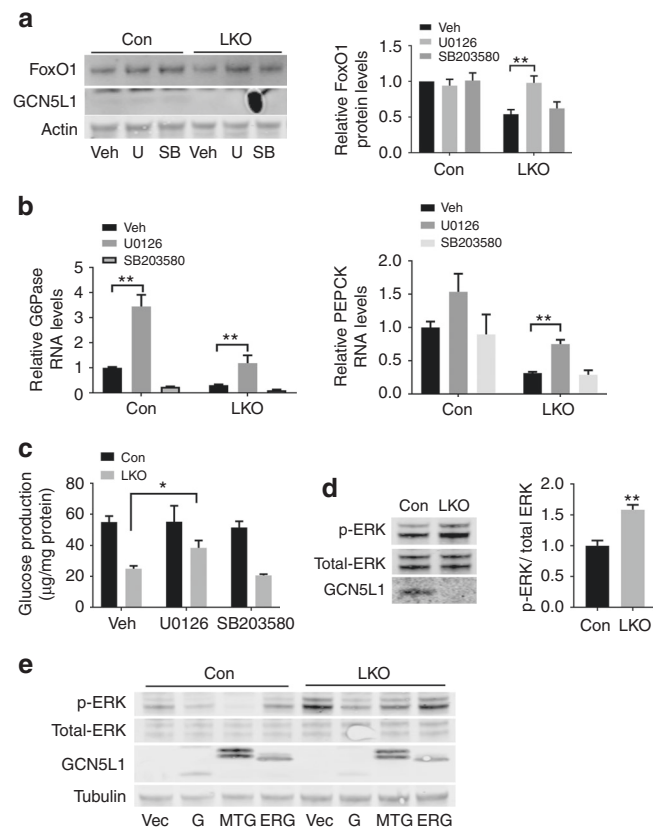 a
Con LKO
FoxO1
GCN5L1
Actin
Veh U SB Veh U SB
Veh
U0126
SB203580
Relative FoxO1
protein levels
1.5
1.0
0.5
0.0
**
Con LKO
b
Veh
U0126
SB203580
Relative G6Pase
RNA levels
5
4
3
2
1
0
** **
Con LKO
Veh
U0126
SB203580
Relative PEPCK
RNA levels
2.0
1.5
1.0
0.5
0.0
**
Con LKO
c
Con
LKO
Glucose production
(µg/mg protein)
80
60
40
20
0
*
Veh U0126 SB203580
d
Con LKO
p-ERK
Total-ERK
GCN5L1
p-ERK/ total ERK
2.0
1.5
1.0
0.5
0.0
**
Con LKO
e
Con LKO
p-ERK
Total-ERK
GCN5L1
Tubulin
Vec G MTG ERG Vec G MTG ERG